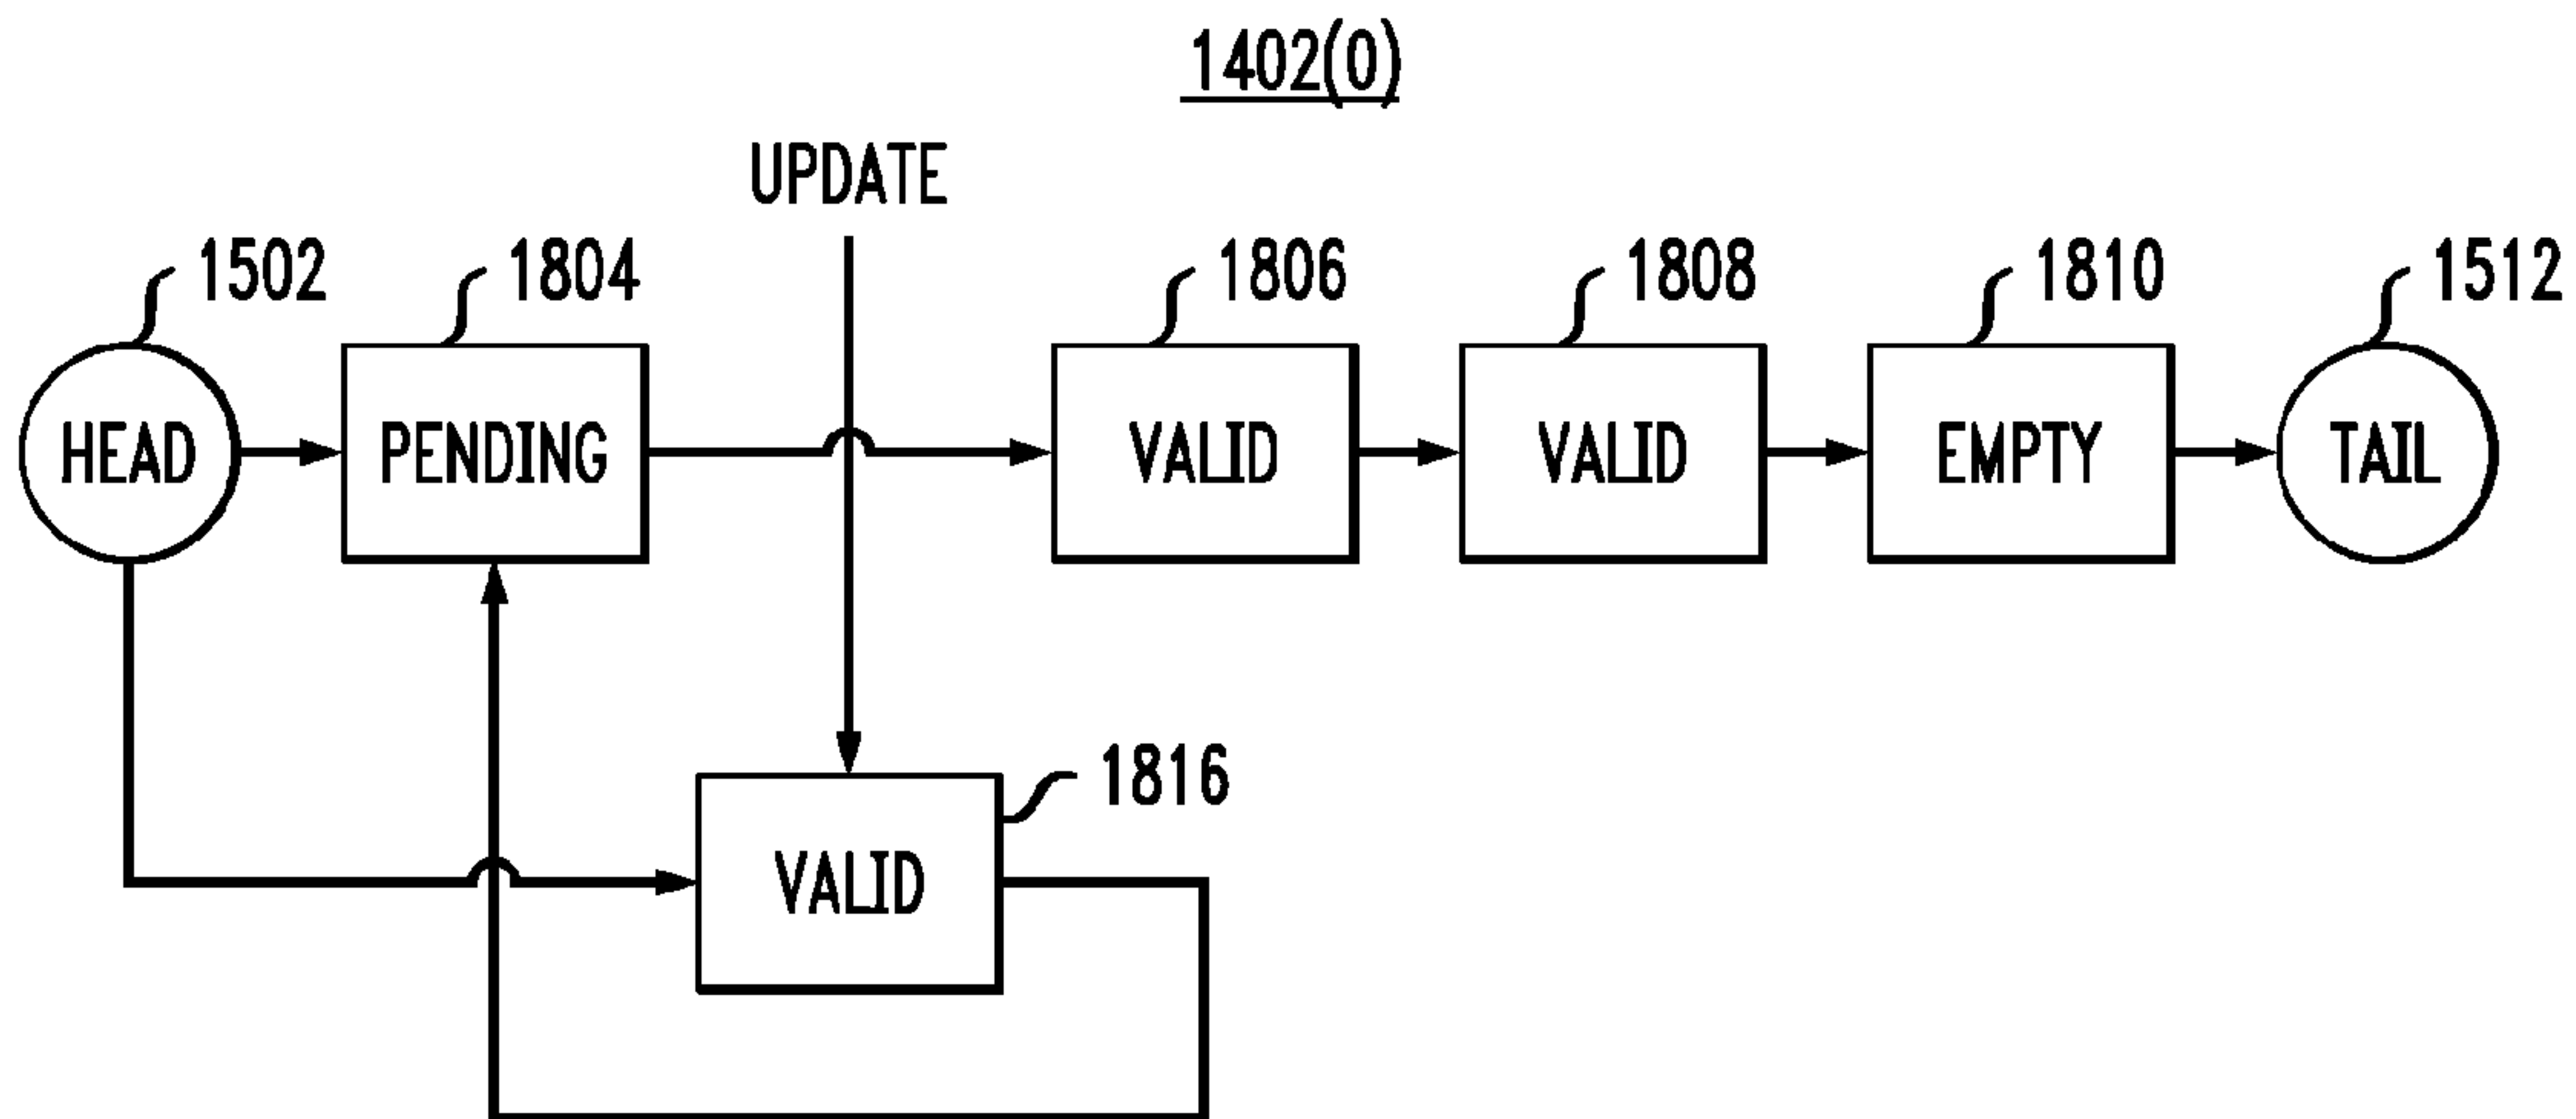 1402(0)
UPDATE
1502
1804
1806
1808
1810
1512
HEAD
PENDING
VALID
VALID
EMPTY
TAIL
1816
VALID